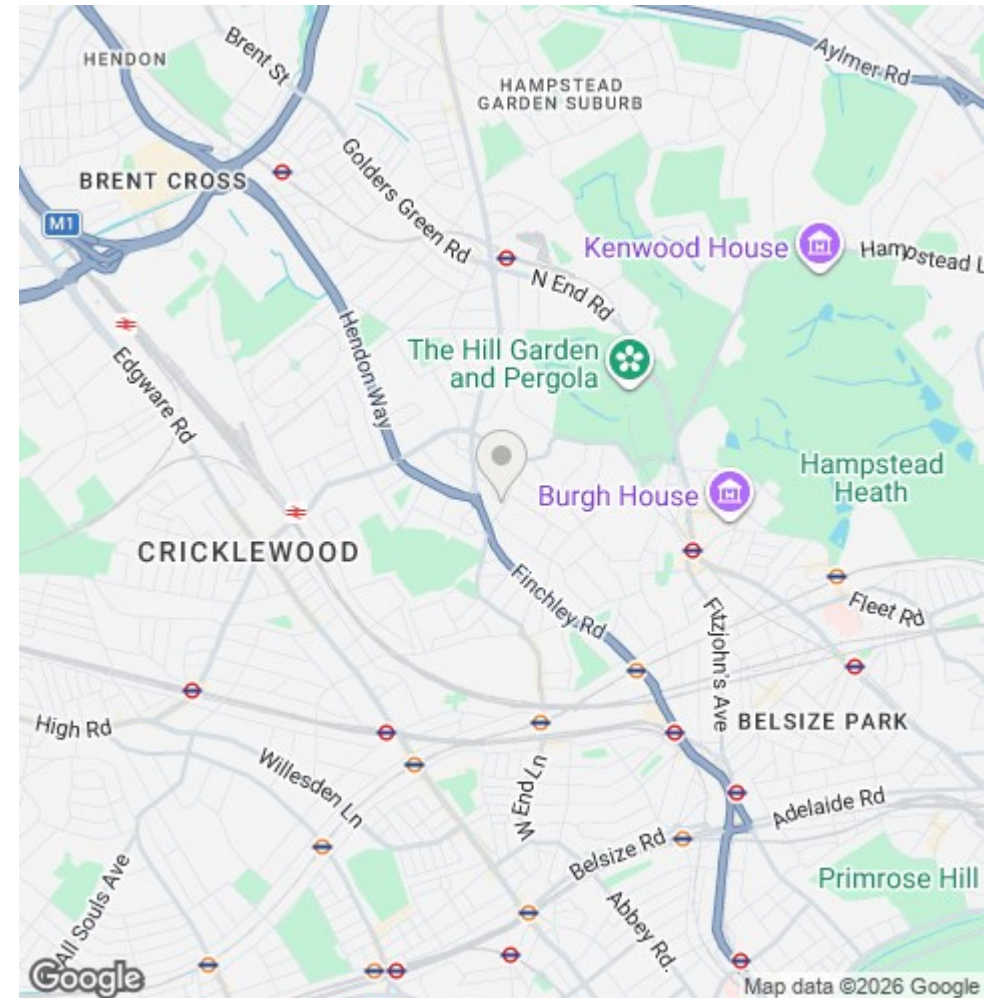 HENDON
Brent St
Aylmer Rd
HAMPSTEAD
GARDEN SUBURB
Golders Green Rd
BRENT CROSS
M1
Kenwood House
Hampstead L
N End Rd
Hendon Way
The Hill Garden
and Pergola
Edgware Rd
Hampstead
Heath
Burgh House
CRICKLEWOOD
Finchley Rd
Fleet Rd
Fitzjohn's Ave
High Rd
BELSIZE PARK
Willesden Ln
W End Ln
Adelaide Rd
Belsize Rd
Primrose Hill
All Souls Ave
Abbey Rd.
Google
Map data ©2026 Google